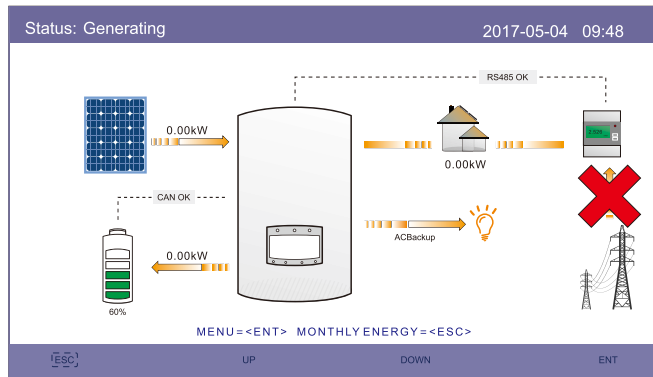 Status: Generating
2017-05-04 09:48
RS485 OK
0.00kW
0.00kW
CAN OK
ACBackup
0.00kW
60%
MENU=<ENT> MONTHLY ENERGY=<ESC>
ESC UP DOWN ENT